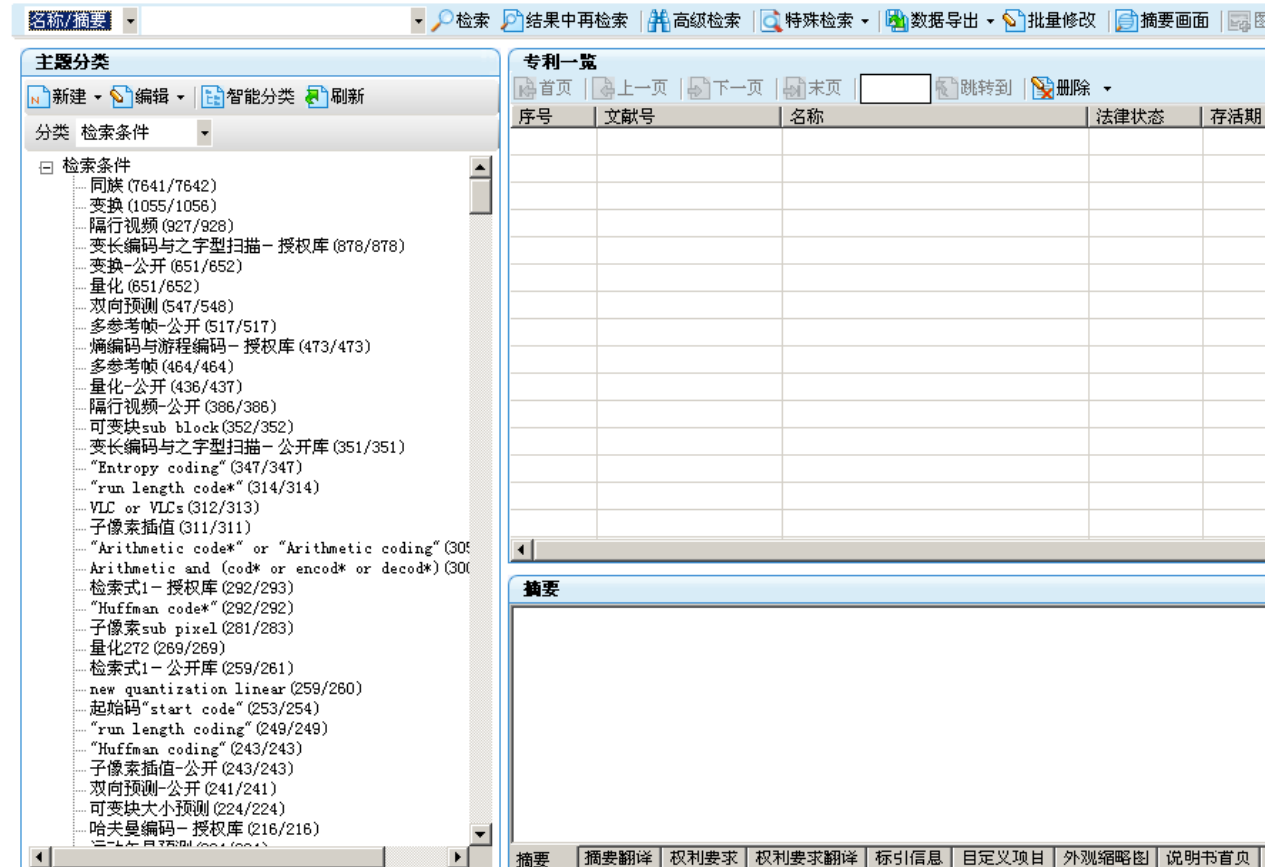 名称/摘要 检索 结果中再检索 高级检索 特殊检索 数据导出 批量修改 摘要画面
主题分类
新建 编辑 智能分类 刷新
分类 检索条件
检索条件
同族(7641/7642)
变换(1055/1056)
隔行视频(927/928)
变长编码与之字型扫描-授权库(878/878)
变换-公开(651/652)
量化(651/652)
双向预测(547/548)
多参考帧-公开(517/517)
熵编码与游程编码-授权库(473/473)
多参考帧(464/464)
量化-公开(436/437)
隔行视频-公开(386/386)
可变块sub block(352/352)
变长编码与之字型扫描-公开库(351/351)
"Entropy coding"(347/347)
"run length code*"(314/314)
VLC or VLCs(312/313)
子像素插值(311/311)
"Arithmetic code*" or "Arithmetic coding"(305
Arithmetic and (cod* or encod* or decod*)(300
检索式1-授权库(292/293)
"Huffman code*"(292/292)
子像素sub pixel(281/283)
量化272(269/269)
检索式1-公开库(259/261)
new quantization linear(259/260)
起始码"start code"(253/254)
"run length coding"(249/249)
"Huffman coding"(243/243)
子像素插值-公开(243/243)
双向预测-公开(241/241)
可变块大小预测(224/224)
哈夫曼编码-授权库(216/216)
专利一览
首页 上一页 下一页 末页 跳转到 删除
序号 文献号 名称 法律状态 存活期
摘要
摘要 摘要翻译 权利要求 权利要求翻译 标引信息 自定义项目 外观缩略图 说明书首页